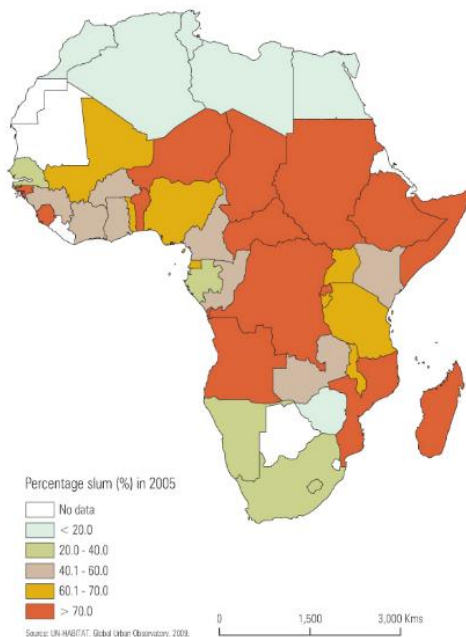 Percentage slum (%) in 2005
No data
< 20.0
20.0 - 40.0
40.1 - 60.0
60.1 - 70.0
> 70.0
Source: UN-HABITAT, Global Urban Observatory, 2009.
0 1,500 3,000 Kms